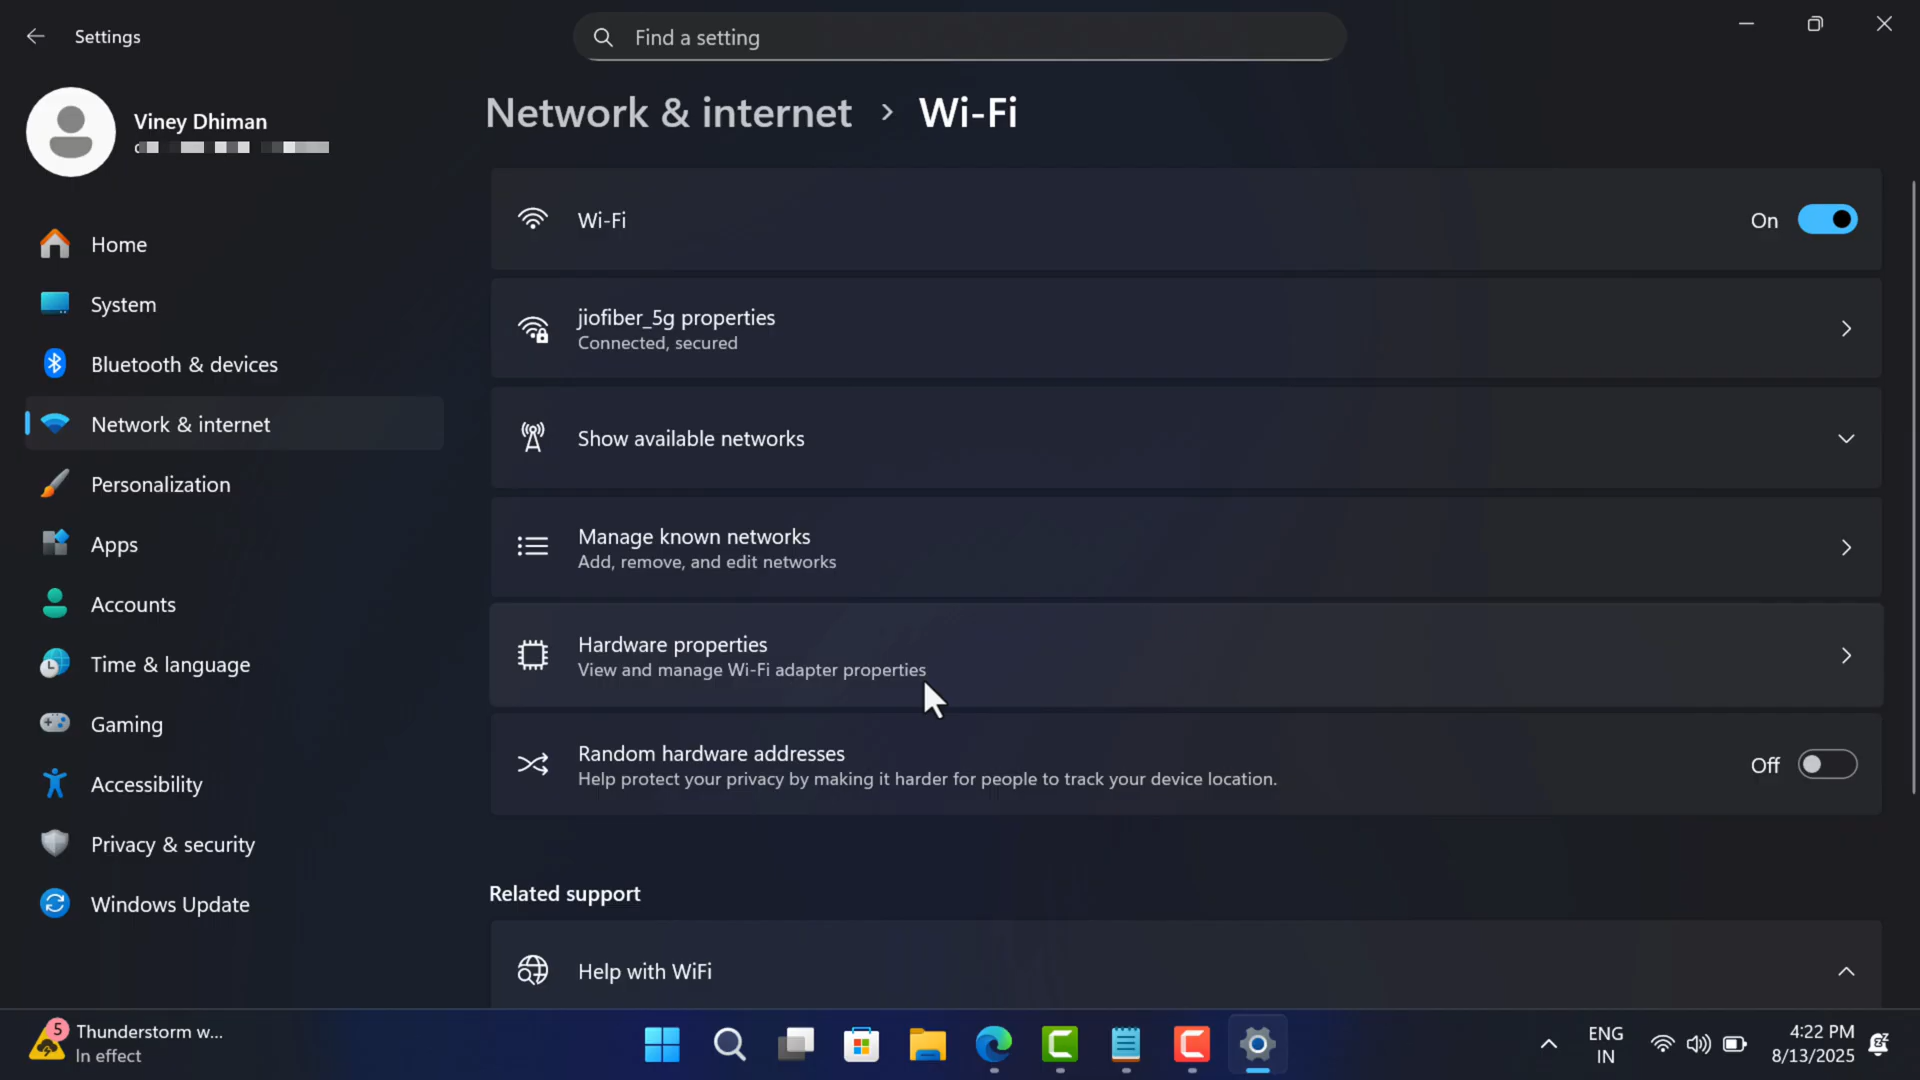 Settings
Find a setting
Viney Dhiman
Network & internet > Wi-Fi
Home
System
Bluetooth & devices
Network & internet
Personalization
Apps
Accounts
Time & language
Gaming
Accessibility
Privacy & security
Windows Update
Wi-Fi
On
jiofiber_5g properties
Connected, secured
Show available networks
Manage known networks
Add, remove, and edit networks
Hardware properties
View and manage Wi-Fi adapter properties
Random hardware addresses
Help protect your privacy by making it harder for people to track your device location.
Off
Related support
Help with WiFi
5
Thunderstorm w...
In effect
ENG
IN
4:22 PM
8/13/2025